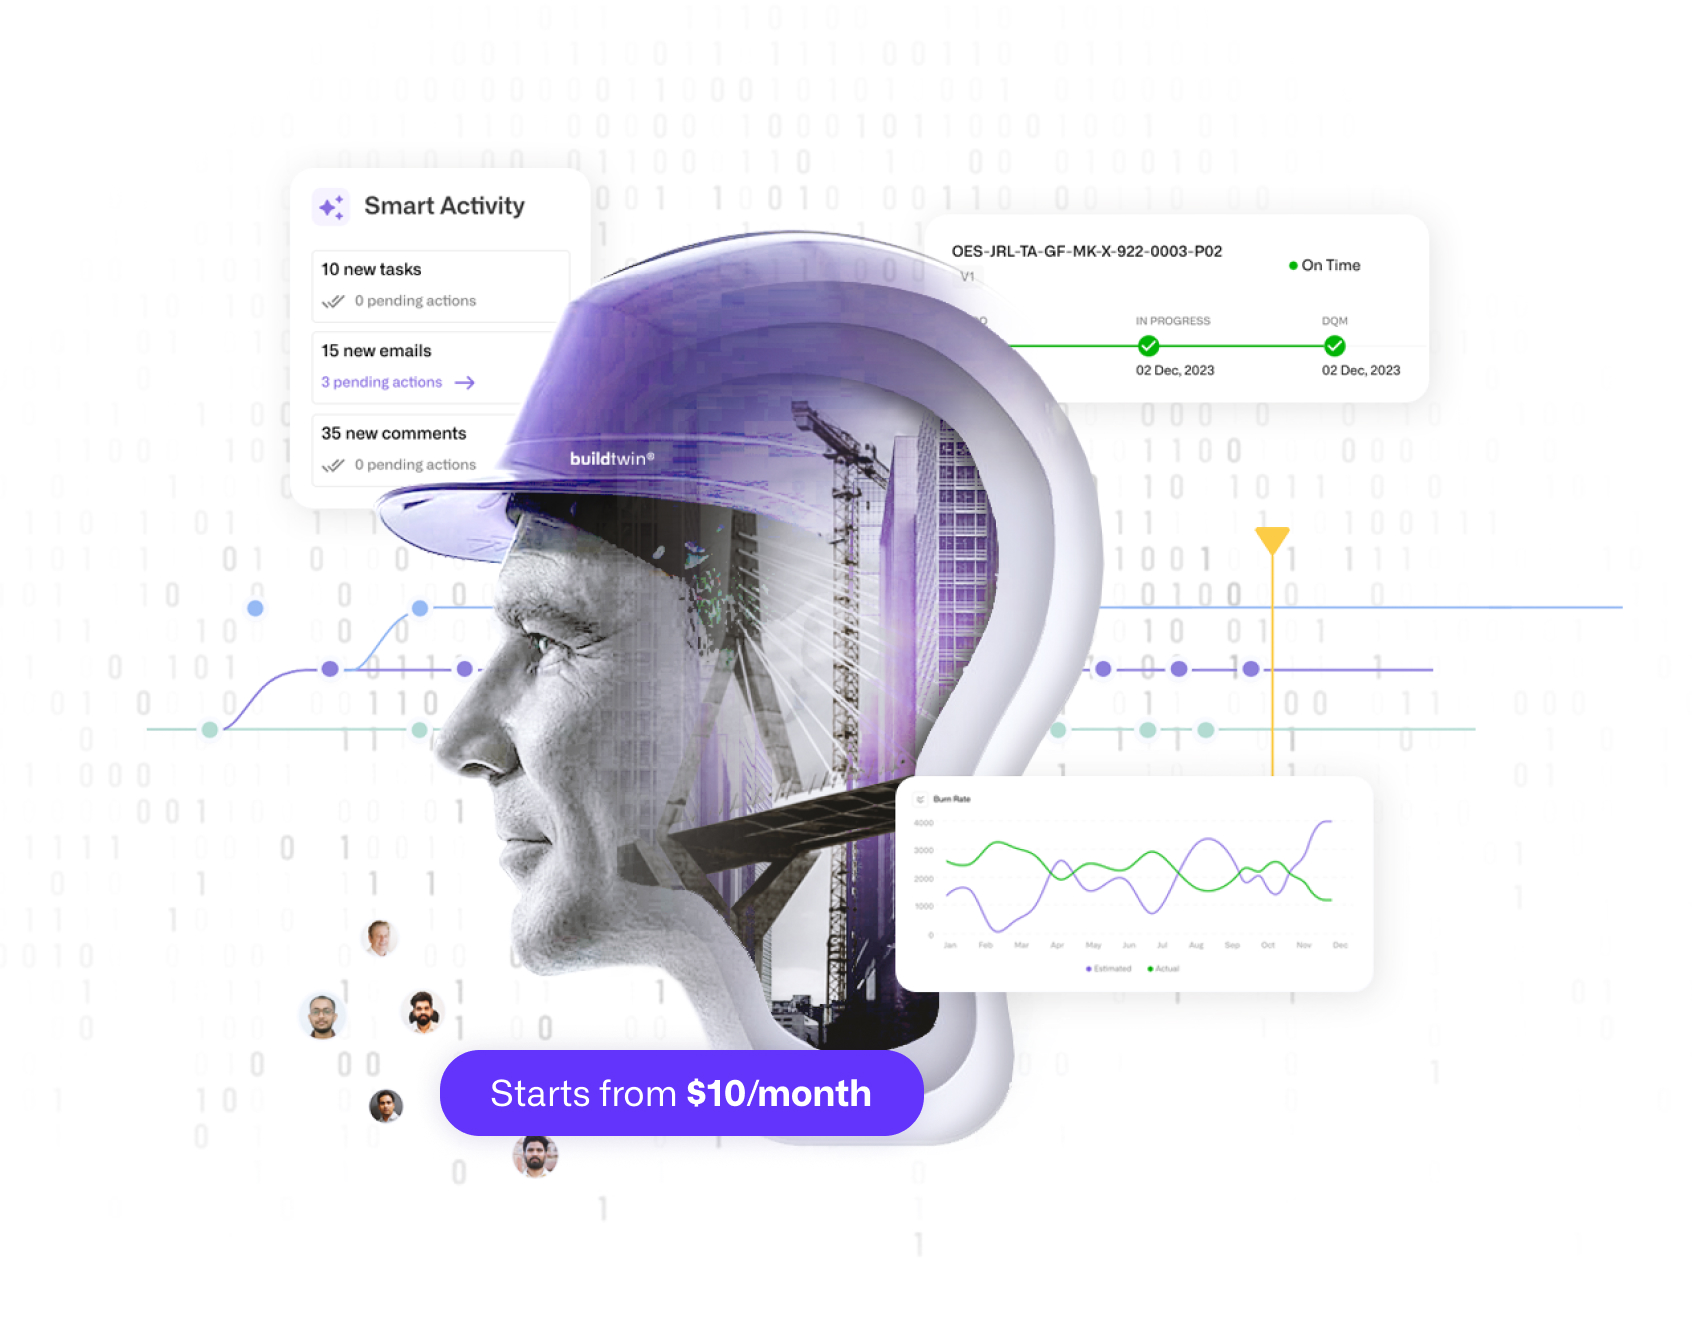 Smart Activity
10 new tasks
0 pending actions
15 new emails
3 pending actions
35 new comments
0 pending actions
OES-JRL-TA-GF-MK-X-922-0003-P02
V1
On Time
IN PROGRESS
DQM
02 Dec, 2023
02 Dec, 2023
buildtwin®
Burn Rate
4000
3000
2000
1000
0
Jan Feb Mar Apr May Jun Jul Aug Sep Oct Nov Dec
Estimated Actual
Starts from $10/month